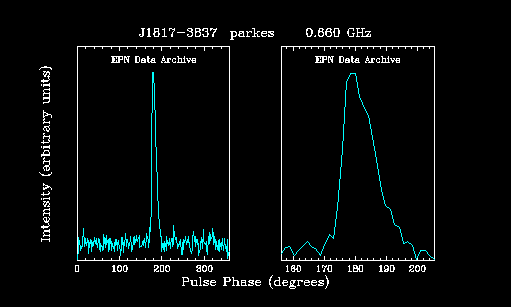 J1817-3837 parkes 0.660 GHz
EPN Data Archive EPN Data Archive
Intensity (arbitrary units)
0 100 200 300 160 170 180 190 200
Pulse Phase (degrees)